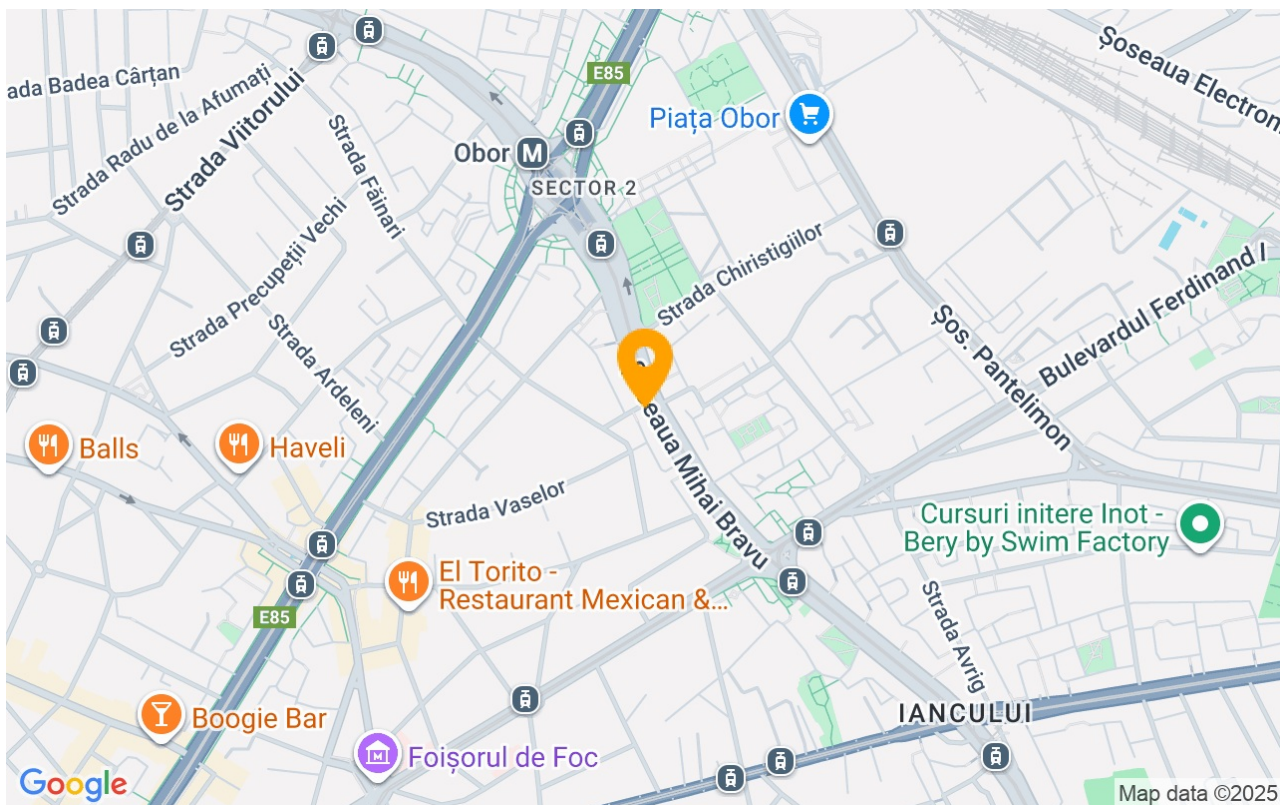 Șoseaua Electron
E85
ada Badea Cârțan
Strada Radu de la Afumați
Strada Viitorului
Strada Făinari
Piața Obor
Obor M
SECTOR 2
Strada Precupeții Vechi
Strada Chiristigiilor
Bulevardul Ferdinand I
Strada Ardeleni
Șos. Pantelimon
eaua Mihai Bravu
Balls
Haveli
Strada Vaselor
Cursuri initere Inot -
Bery by Swim Factory
El Torito -
Restaurant Mexican &...
E85
Strada Avrig
Boogie Bar
IANCULUI
M
Foișorul de Foc
Google
Map data ©2025